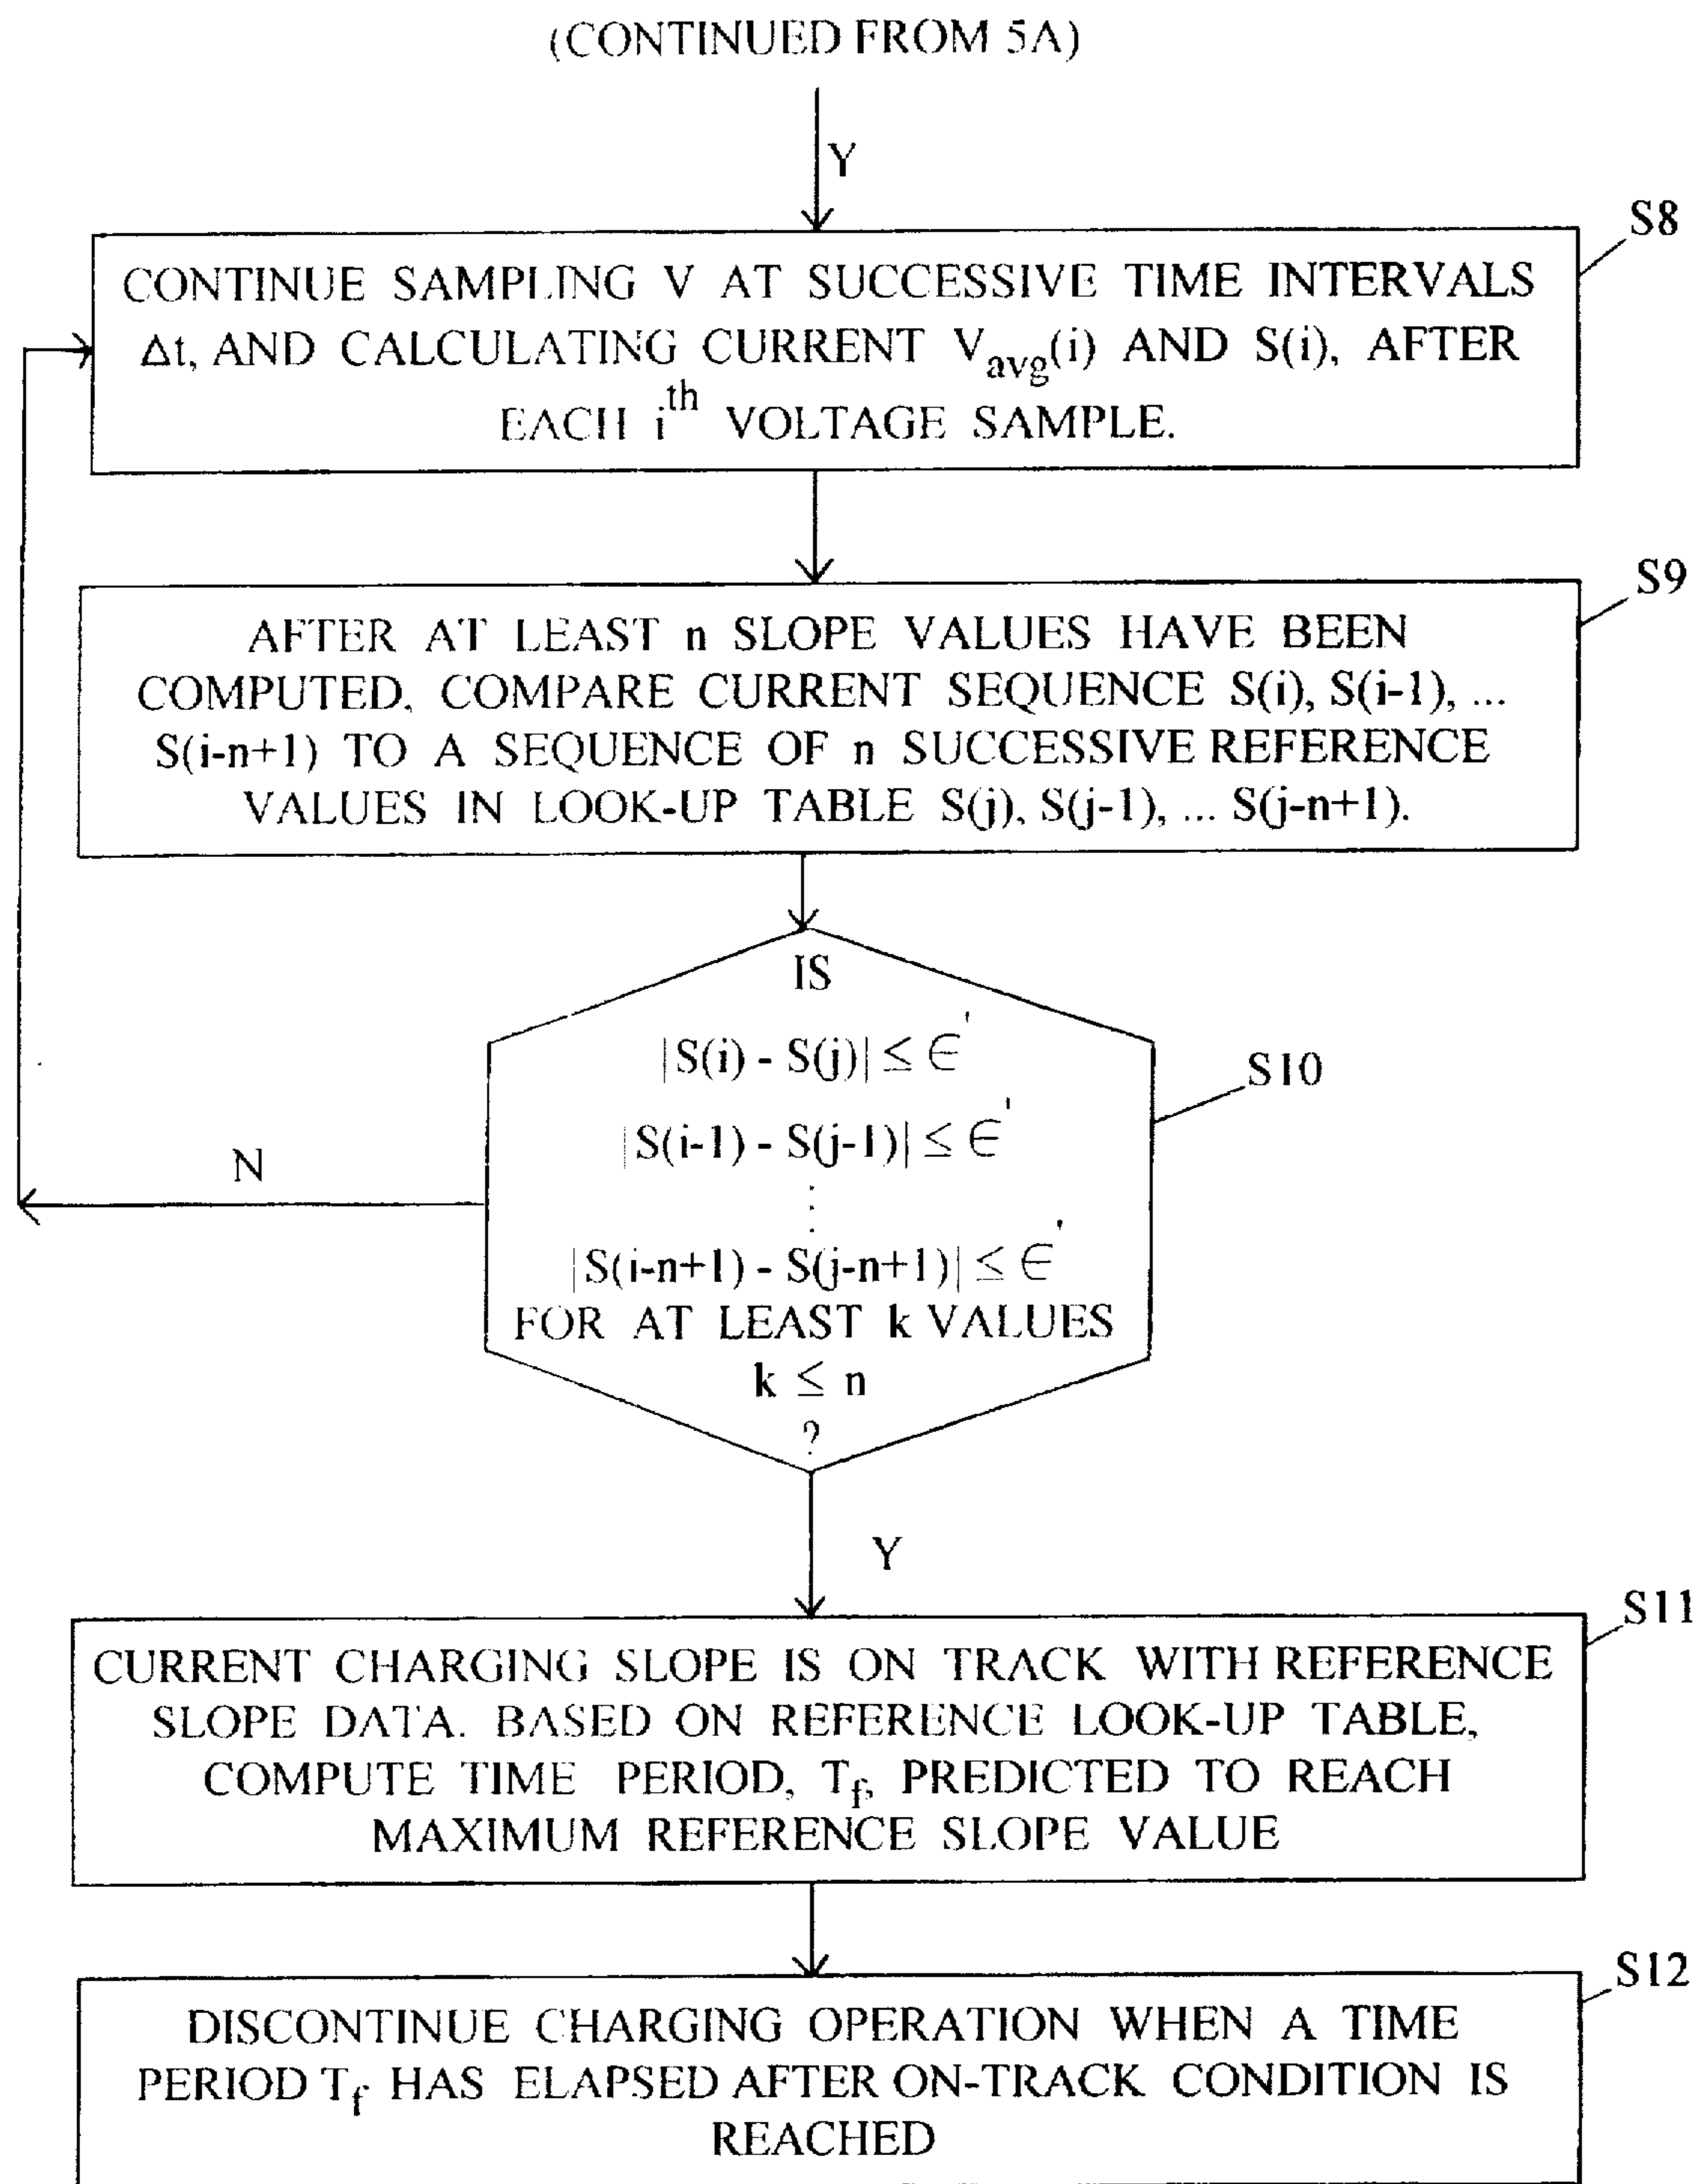 (CONTINUED FROM 5A)
Y
S8
CONTINUE SAMPLING V AT SUCCESSIVE TIME INTERVALS
Δt, AND CALCULATING CURRENT V_avg(i) AND S(i), AFTER
EACH i^th VOLTAGE SAMPLE.
S9
AFTER AT LEAST n SLOPE VALUES HAVE BEEN
COMPUTED, COMPARE CURRENT SEQUENCE S(i), S(i-1), ...
S(i-n+1) TO A SEQUENCE OF n SUCCESSIVE REFERENCE
VALUES IN LOOK-UP TABLE S(j), S(j-1), ... S(j-n+1).
IS
|S(i) - S(j)| ≤ ∈'
S10
|S(i-1) - S(j-1)| ≤ ∈'
N
⋮
|S(i-n+1) - S(j-n+1)| ≤ ∈'
FOR AT LEAST k VALUES
k ≤ n
?
Y
S11
CURRENT CHARGING SLOPE IS ON TRACK WITH REFERENCE
SLOPE DATA. BASED ON REFERENCE LOOK-UP TABLE,
COMPUTE TIME PERIOD, T_f, PREDICTED TO REACH
MAXIMUM REFERENCE SLOPE VALUE
S12
DISCONTINUE CHARGING OPERATION WHEN A TIME
PERIOD T_f HAS ELAPSED AFTER ON-TRACK CONDITION IS
REACHED